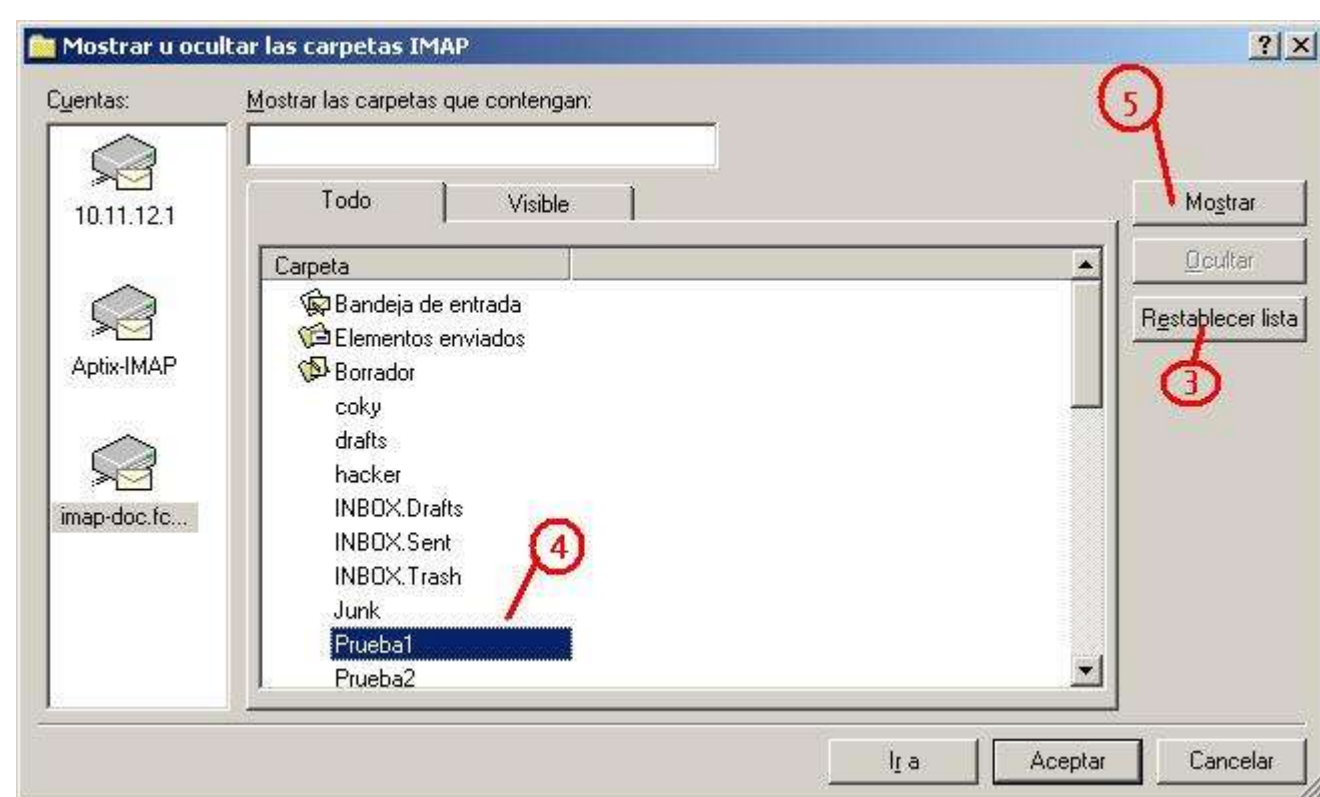 Mostrar u ocultar las carpetas IMAP
Cuentas:
Mostrar las carpetas que contengan:
5
10.11.12.1
Todo
Visible
Mostrar
Carpeta
Ocultar
Bandeja de entrada
Restablecer lista
Elementos enviados
Aptix-IMAP
Borrador
3
coky
drafts
hacker
imap-doc.fc...
INBOX.Drafts
INBOX.Sent
4
INBOX.Trash
Junk
Prueba1
Prueba2
Ir a
Aceptar
Cancelar